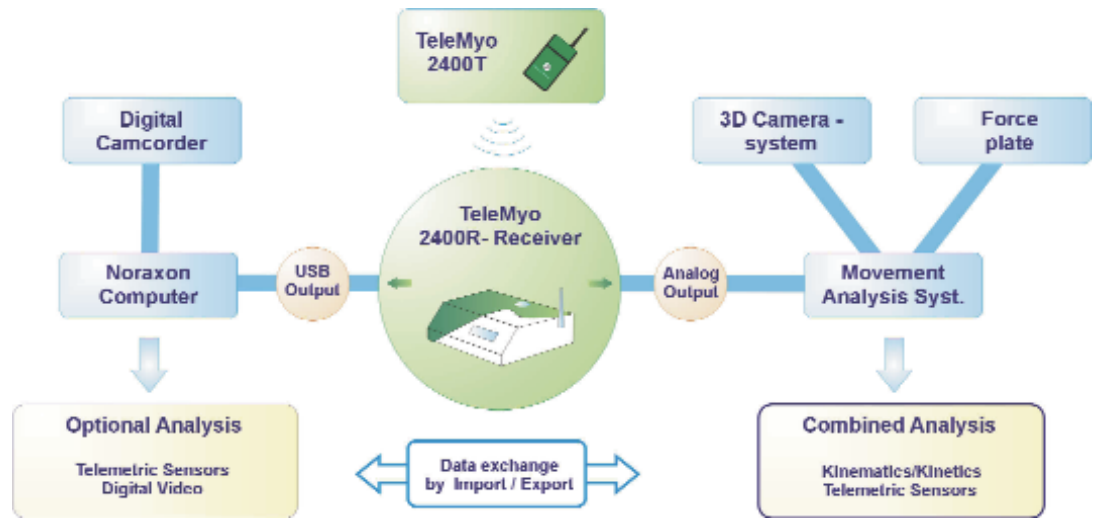 TeleMyo
2400T
Digital
Camcorder
3D Camera -
system
Force
plate
TeleMyo
2400R- Receiver
Noraxon
Computer
USB
Output
Analog
Output
Movement
Analysis Syst.
Optional Analysis
Telemetric Sensors
Digital Video
Data exchange
by Import / Export
Combined Analysis
Kinematics/Kinetics
Telemetric Sensors